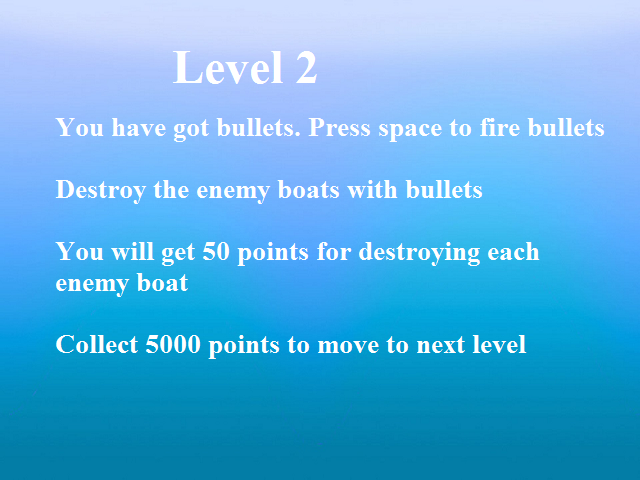 Level 2
You have got bullets. Press space to fire bullets
Destroy the enemy boats with bullets
You will get 50 points for destroying each
enemy boat
Collect 5000 points to move to next level